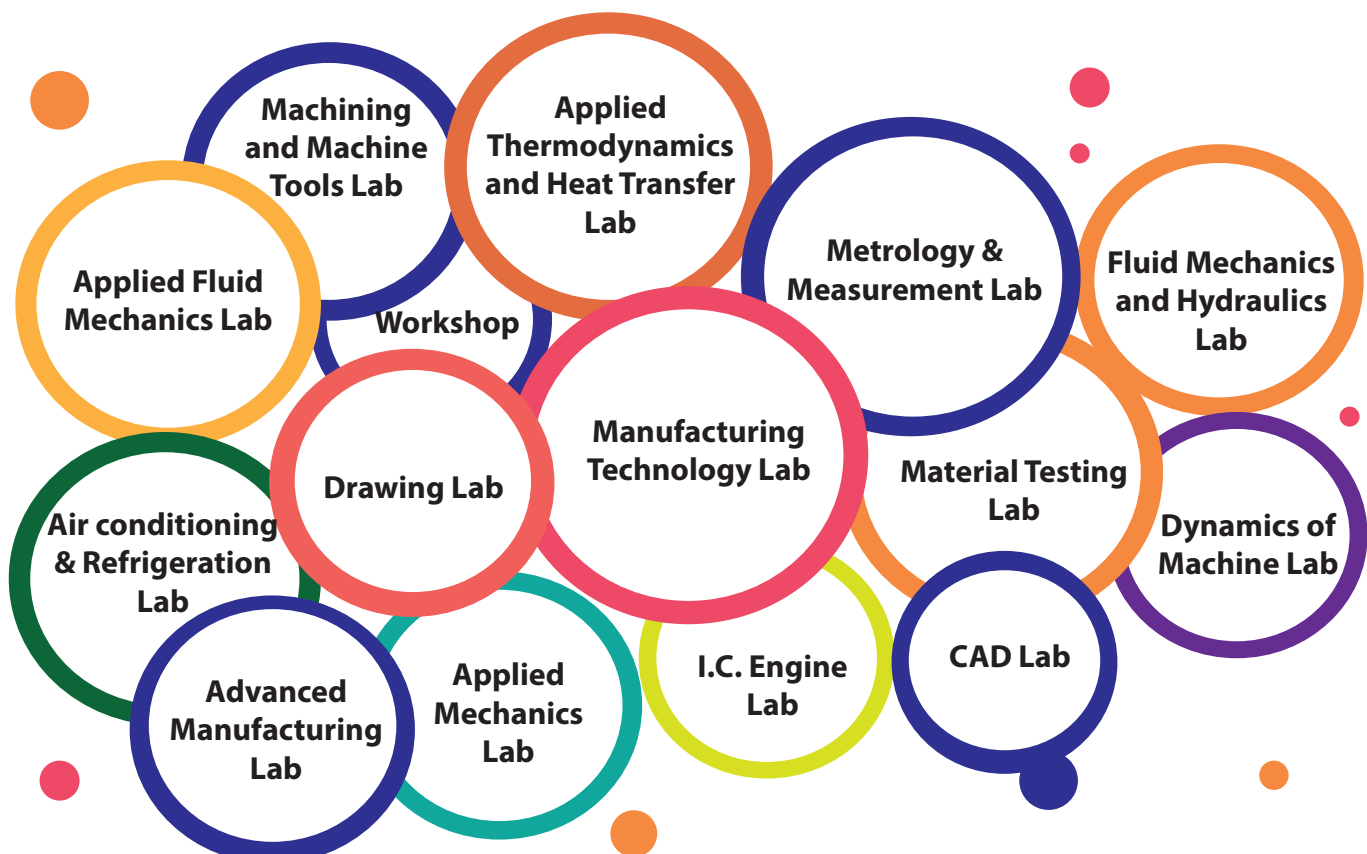 Machining
and Machine
Tools Lab
Applied
Thermodynamics
and Heat Transfer
Lab
Metrology &
Measurement Lab
Fluid Mechanics
and Hydraulics
Lab
Applied Fluid
Mechanics Lab
Workshop
Manufacturing
Technology Lab
Drawing Lab
Material Testing
Lab
Air conditioning
& Refrigeration
Lab
Dynamics of
Machine Lab
Advanced
Manufacturing
Lab
Applied
Mechanics
Lab
I.C. Engine
Lab
CAD Lab